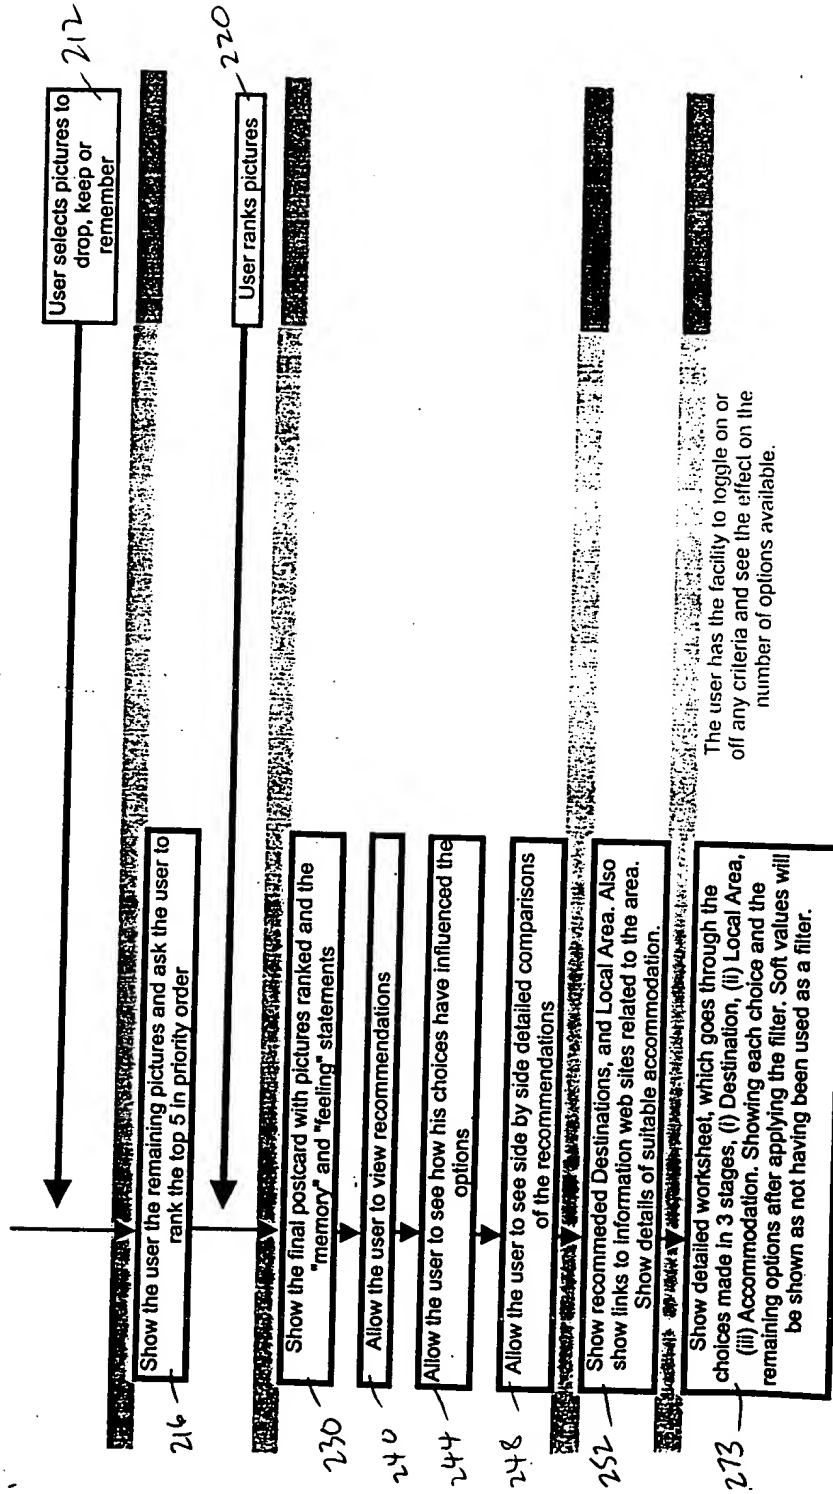 User selects pictures to
drop, keep or
remember
212
Show the user the remaining pictures and ask the user to
rank the top 5 in priority order
216
User ranks pictures
220
Show the final postcard with pictures ranked and the
"memory" and "feeling" statements
230
Allow the user to view recommendations
240
Allow the user to see how his choices have influenced the
options
244
Allow the user to see side by side detailed comparisons
of the recommendations
248
Show recommeded Destinations, and Local Area. Also
show links to Information web sites related to the area.
Show details of suitable accommodation.
252
Show detailed worksheet, which goes through the
choices made in 3 stages, (i) Destination, (ii) Local Area,
(iii) Accommodation. Showing each choice and the
remaining options after applying the filter. Soft values will
be shown as not having been used as a filter.
273
The user has the facility to toggle on or
off any criteria and see the effect on the
number of options available.